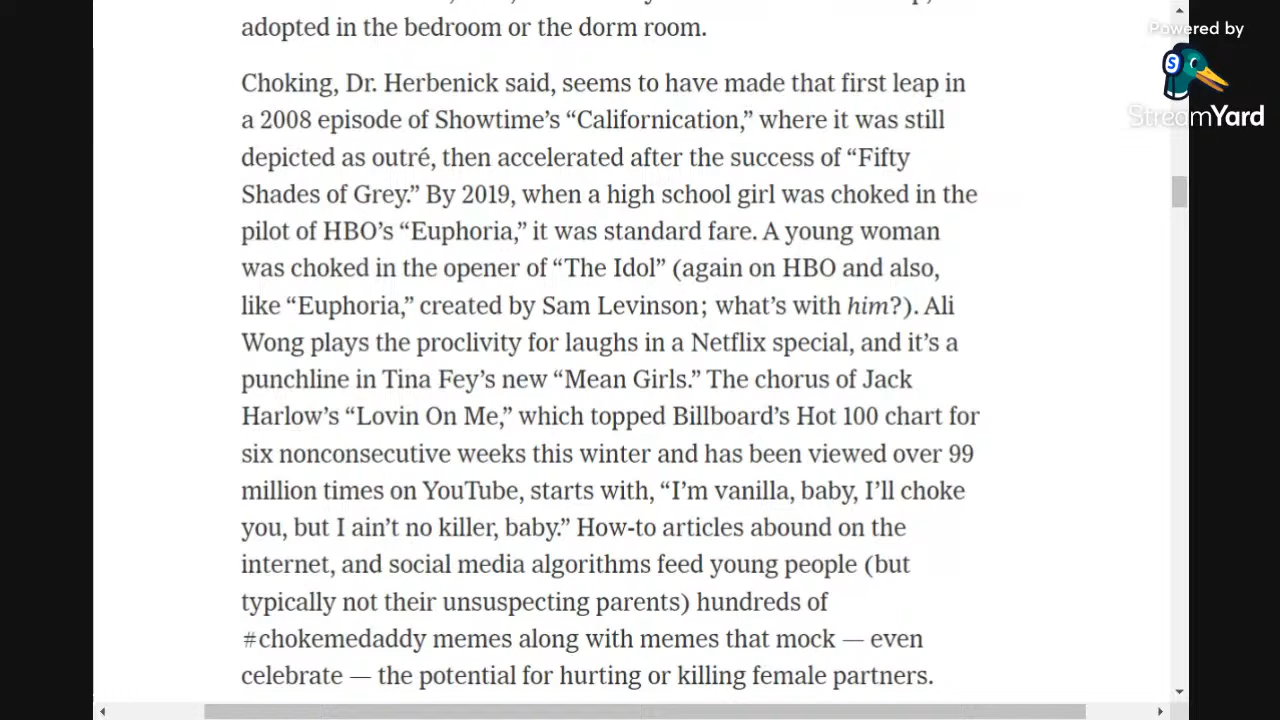 adopted in the bedroom or the dorm room.
Choking, Dr. Herbenick said, seems to have made that first leap in
a 2008 episode of Showtime’s “Californication,” where it was still
depicted as outré, then accelerated after the success of “Fifty
Shades of Grey.” By 2019, when a high school girl was choked in the
pilot of HBO’s “Euphoria,” it was standard fare. A young woman
was choked in the opener of “The Idol” (again on HBO and also,
like “Euphoria,” created by Sam Levinson; what’s with him?). Ali
Wong plays the proclivity for laughs in a Netflix special, and it’s a
punchline in Tina Fey’s new “Mean Girls.” The chorus of Jack
Harlow’s “Lovin On Me,” which topped Billboard’s Hot 100 chart for
six nonconsecutive weeks this winter and has been viewed over 99
million times on YouTube, starts with, “I’m vanilla, baby, I’ll choke
you, but I ain’t no killer, baby.” How-to articles abound on the
internet, and social media algorithms feed young people (but
typically not their unsuspecting parents) hundreds of
#chokemedaddy memes along with memes that mock — even
celebrate — the potential for hurting or killing female partners.
Powered by
S
StreamYard